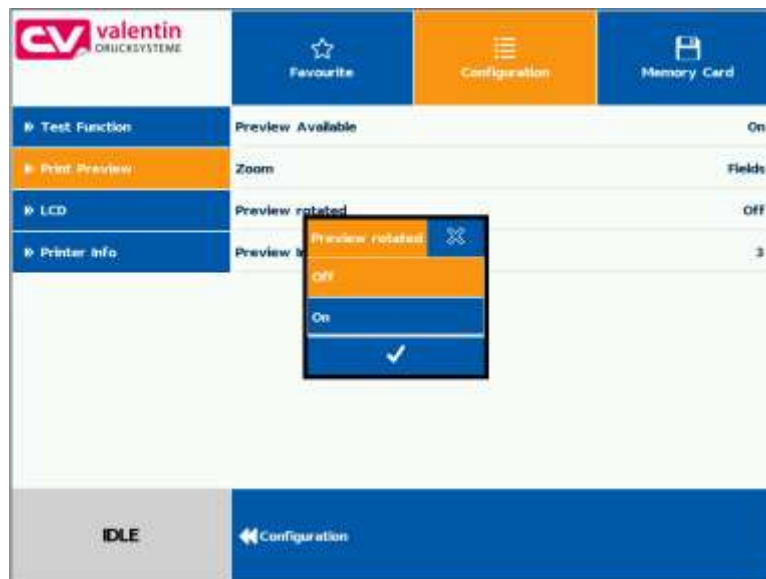 CV valentin
DRUCKSYSTEME
Favourite
Configuration
Memory Card
Test Function
Preview Available
On
Print Preview
Zoom
Fields
LCD
Preview rotated
Off
Printer Info
Preview
3
Preview rotated
Off
On
IDLE
Configuration